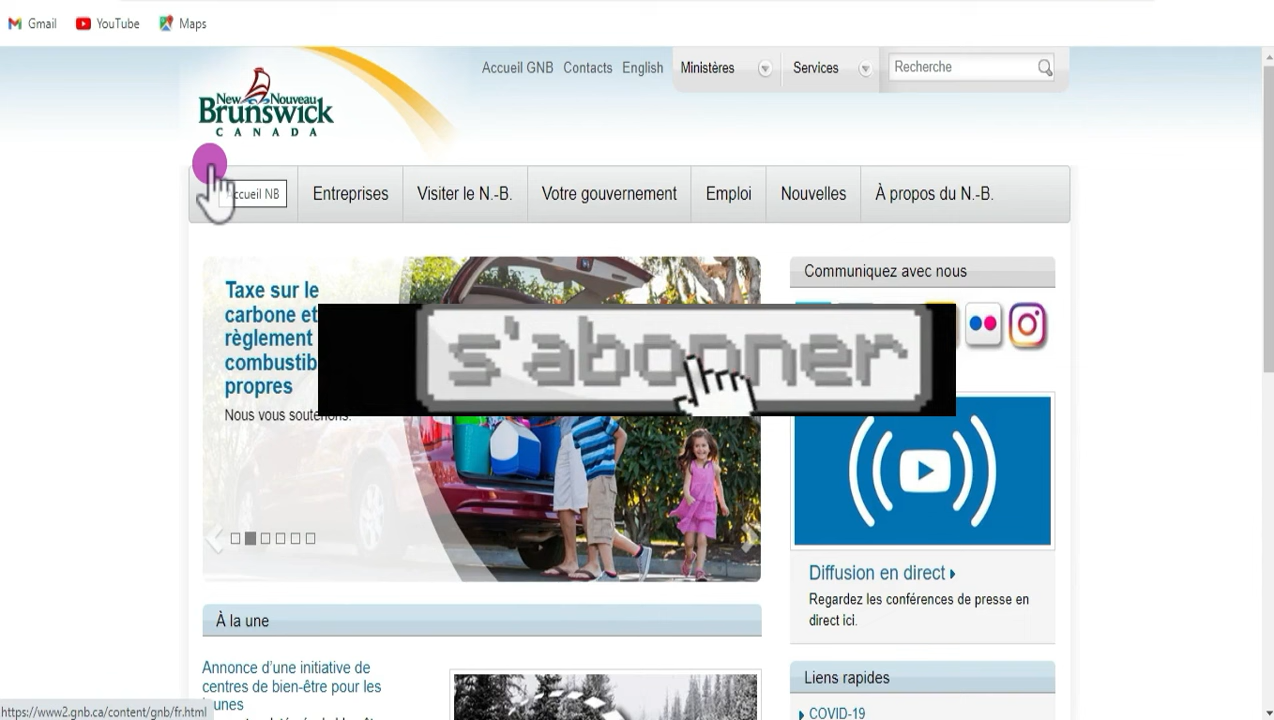 Gmail YouTube Maps
Accueil GNB Contacts English Ministères Services Recherche
New Nouveau
Brunswick
CANADA
Accueil NB Entreprises Visiter le N.-B. Votre gouvernement Emploi Nouvelles À propos du N.-B.
Taxe sur le
carbone et
règlement
combustib
propres
Nous vous soutenons.
s'abonner
Communiquez avec nous
Diffusion en direct
Regardez les conférences de presse en
direct ici.
À la une
Annonce d'une initiative de
centres de bien-être pour les
jeunes
Liens rapides
COVID-19
https://www2.gnb.ca/content/gnb/fr.html